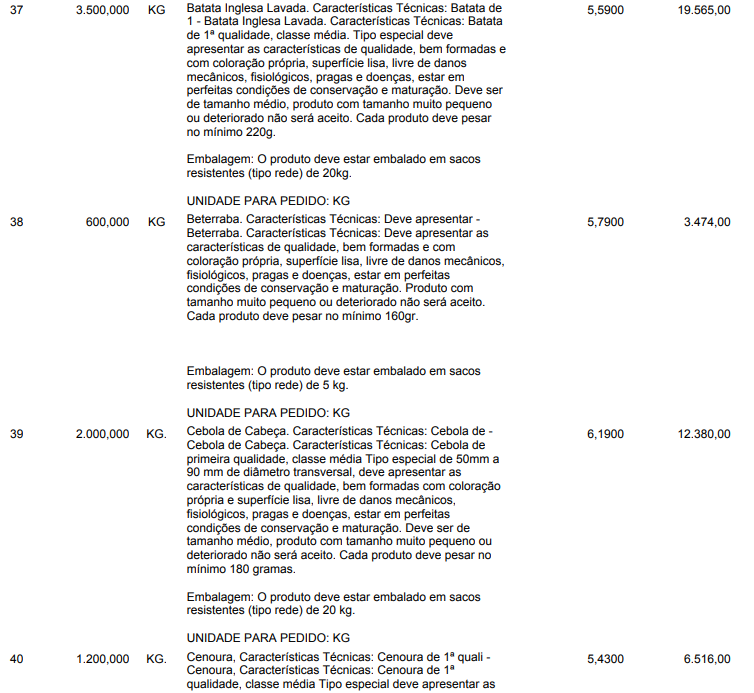 37 3.500,000 KG Batata Inglesa Lavada. Características Técnicas: Batata de 5,5900 19.565,00
1 - Batata Inglesa Lavada. Características Técnicas: Batata
de 1ª qualidade, classe média. Tipo especial deve
apresentar as características de qualidade, bem formadas e
com coloração própria, superfície lisa, livre de danos
mecânicos, fisiológicos, pragas e doenças, estar em
perfeitas condições de conservação e maturação. Deve ser
de tamanho médio, produto com tamanho muito pequeno
ou deteriorado não será aceito. Cada produto deve pesar
no mínimo 220g.
Embalagem: O produto deve estar embalado em sacos
resistentes (tipo rede) de 20kg.
UNIDADE PARA PEDIDO: KG
38 600,000 KG Beterraba. Características Técnicas: Deve apresentar - 5,7900 3.474,00
Beterraba. Características Técnicas: Deve apresentar as
características de qualidade, bem formadas e com
coloração própria, superfície lisa, livre de danos mecânicos,
fisiológicos, pragas e doenças, estar em perfeitas
condições de conservação e maturação. Produto com
tamanho muito pequeno ou deteriorado não será aceito.
Cada produto deve pesar no mínimo 160gr.
Embalagem: O produto deve estar embalado em sacos
resistentes (tipo rede) de 5 kg.
UNIDADE PARA PEDIDO: KG
39 2.000,000 KG. Cebola de Cabeça. Características Técnicas: Cebola de - 6,1900 12.380,00
Cebola de Cabeça. Características Técnicas: Cebola de
primeira qualidade, classe média Tipo especial de 50mm a
90 mm de diâmetro transversal, deve apresentar as
características de qualidade, bem formadas com coloração
própria e superfície lisa, livre de danos mecânicos,
fisiológicos, pragas e doenças, estar em perfeitas
condições de conservação e maturação. Deve ser de
tamanho médio, produto com tamanho muito pequeno ou
deteriorado não será aceito. Cada produto deve pesar no
mínimo 180 gramas.
Embalagem: O produto deve estar embalado em sacos
resistentes (tipo rede) de 20 kg.
UNIDADE PARA PEDIDO: KG
40 1.200,000 KG. Cenoura, Características Técnicas: Cenoura de 1ª quali - 5,4300 6.516,00
Cenoura, Características Técnicas: Cenoura de 1ª
qualidade, classe média Tipo especial deve apresentar as